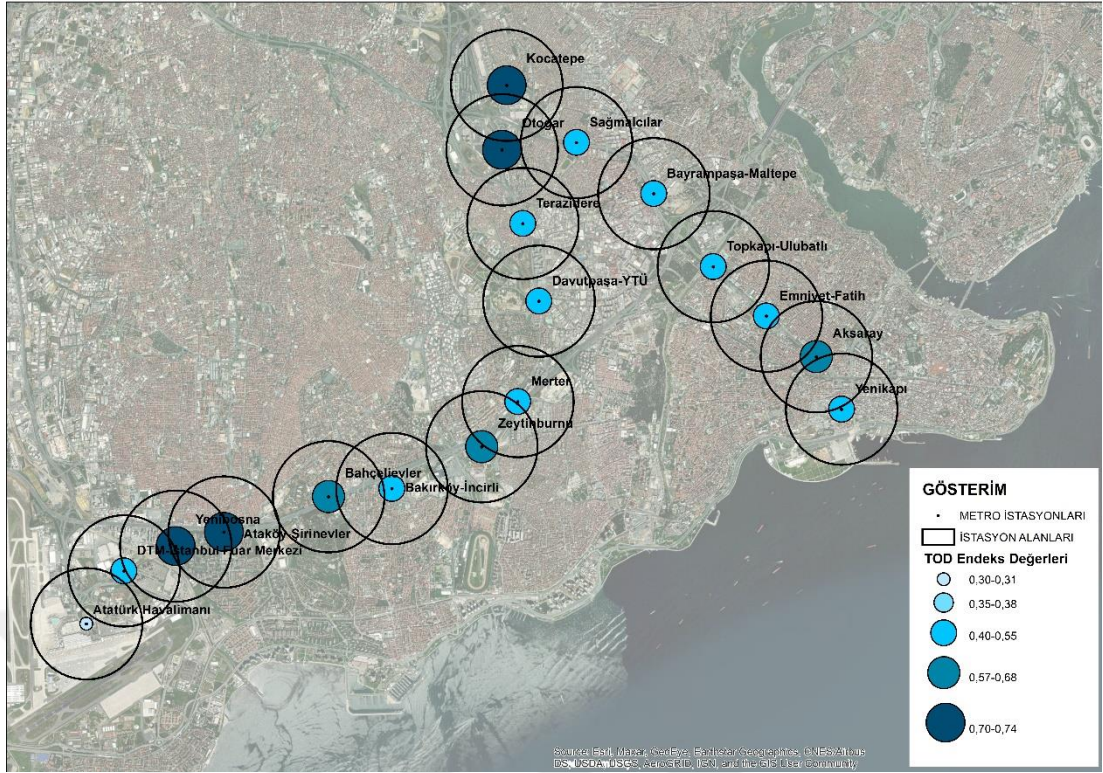 Kocatepe
Otogar
Sağmalcılar
Bayrampaşa-Maltepe
Terazidere
Topkapı-Ulubatlı
Davutpaşa-YTÜ
Emniyet-Fatih
Aksaray
Merter
Yenikapı
Zeytinburnu
Bahçelievler
Bakırköy-İncirli
Yenibosna
Ataköy Şirinevler
DTM-İstanbul Fuar Merkezi
Atatürk Havalimanı
GÖSTERİM
METRO İSTASYONLARI
İSTASYON ALANLARI
TOD Endeks Değerleri
0,30-0,31
0,35-0,38
0,40-0,55
0,57-0,68
0,70-0,74
Source: Esri, Maxar, GeoEye, Earthstar Geographics, CNES/Airbus
DS, USDA, USGS, AeroGRID, IGN, and the GIS User Community